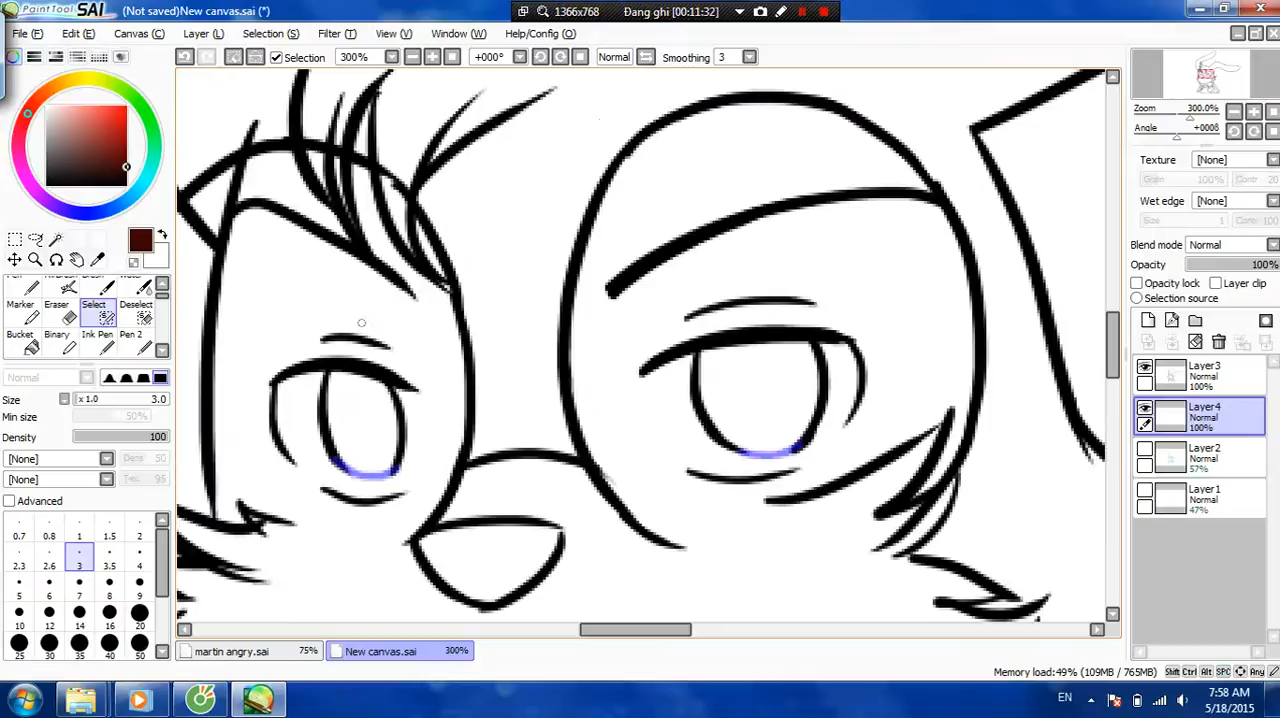 PaintTool SAI (Not saved)New canvas.sai (*)
1366x768 Đang ghi [00:11:32]
File (F) Edit (E) Canvas (C) Layer (L) Selection (S) Filter (T) View (V) Window (W) Help/Config (O)
Selection 300% +000° Normal Smoothing 3
Zoom 300.0%
Angle +0008
Texture [None]
Grain 100% Contr 20
Wet edge [None]
Size 1 Contr 100
Blend mode Normal
Opacity 100%
Opacity lock Layer clip
Selection source
Marker Eraser Select Deselect
Bucket Binary Ink Pen Pen 2
Normal
Size x 1.0 3.0
Min size 50%
Density 100
[None] Dens 50
[None] Tex 95
Advanced
0.7 0.8 1 1.5 2
2.3 2.6 3 3.5 4
5 6 7 8 9
10 12 14 16 20
25 30 35 40 50
Layer3
Normal
100%
Layer4
Normal
100%
Layer2
Normal
57%
Layer1
Normal
47%
martin angry.sai 75% New canvas.sai 300%
Memory load:49% (109MB / 765MB) Shift Ctrl Alt SPC Any
EN
7:58 AM
5/18/2015